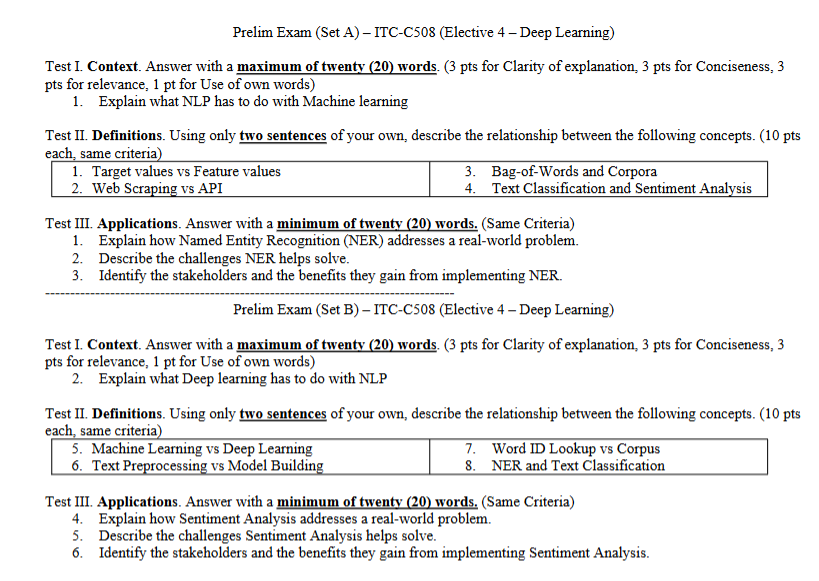 Prelim Exam (Set A) – ITC-C508 (Elective 4 – Deep Learning)
Test I. Context. Answer with a maximum of twenty (20) words. (3 pts for Clarity of explanation, 3 pts for Conciseness, 3
pts for relevance, 1 pt for Use of own words)
1. Explain what NLP has to do with Machine learning
Test II. Definitions. Using only two sentences of your own, describe the relationship between the following concepts. (10 pts
each, same criteria)
1. Target values vs Feature values
2. Web Scraping vs API
3. Bag-of-Words and Corpora
4. Text Classification and Sentiment Analysis
Test III. Applications. Answer with a minimum of twenty (20) words. (Same Criteria)
1. Explain how Named Entity Recognition (NER) addresses a real-world problem.
2. Describe the challenges NER helps solve.
3. Identify the stakeholders and the benefits they gain from implementing NER.
--------------------------------------------------------------------------------
Prelim Exam (Set B) – ITC-C508 (Elective 4 – Deep Learning)
Test I. Context. Answer with a maximum of twenty (20) words. (3 pts for Clarity of explanation, 3 pts for Conciseness, 3
pts for relevance, 1 pt for Use of own words)
2. Explain what Deep learning has to do with NLP
Test II. Definitions. Using only two sentences of your own, describe the relationship between the following concepts. (10 pts
each, same criteria)
5. Machine Learning vs Deep Learning
6. Text Preprocessing vs Model Building
7. Word ID Lookup vs Corpus
8. NER and Text Classification
Test III. Applications. Answer with a minimum of twenty (20) words. (Same Criteria)
4. Explain how Sentiment Analysis addresses a real-world problem.
5. Describe the challenges Sentiment Analysis helps solve.
6. Identify the stakeholders and the benefits they gain from implementing Sentiment Analysis.